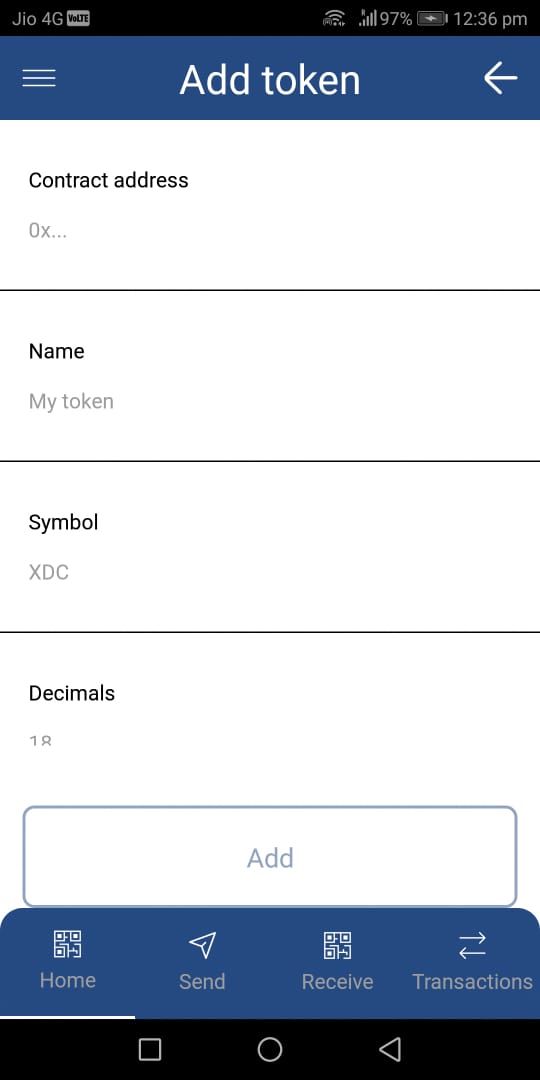 Jio 4G VoLTE 97% 12:36 pm
Add token
Contract address
0x...
Name
My token
Symbol
XDC
Decimals
18
Add
Home Send Receive Transactions